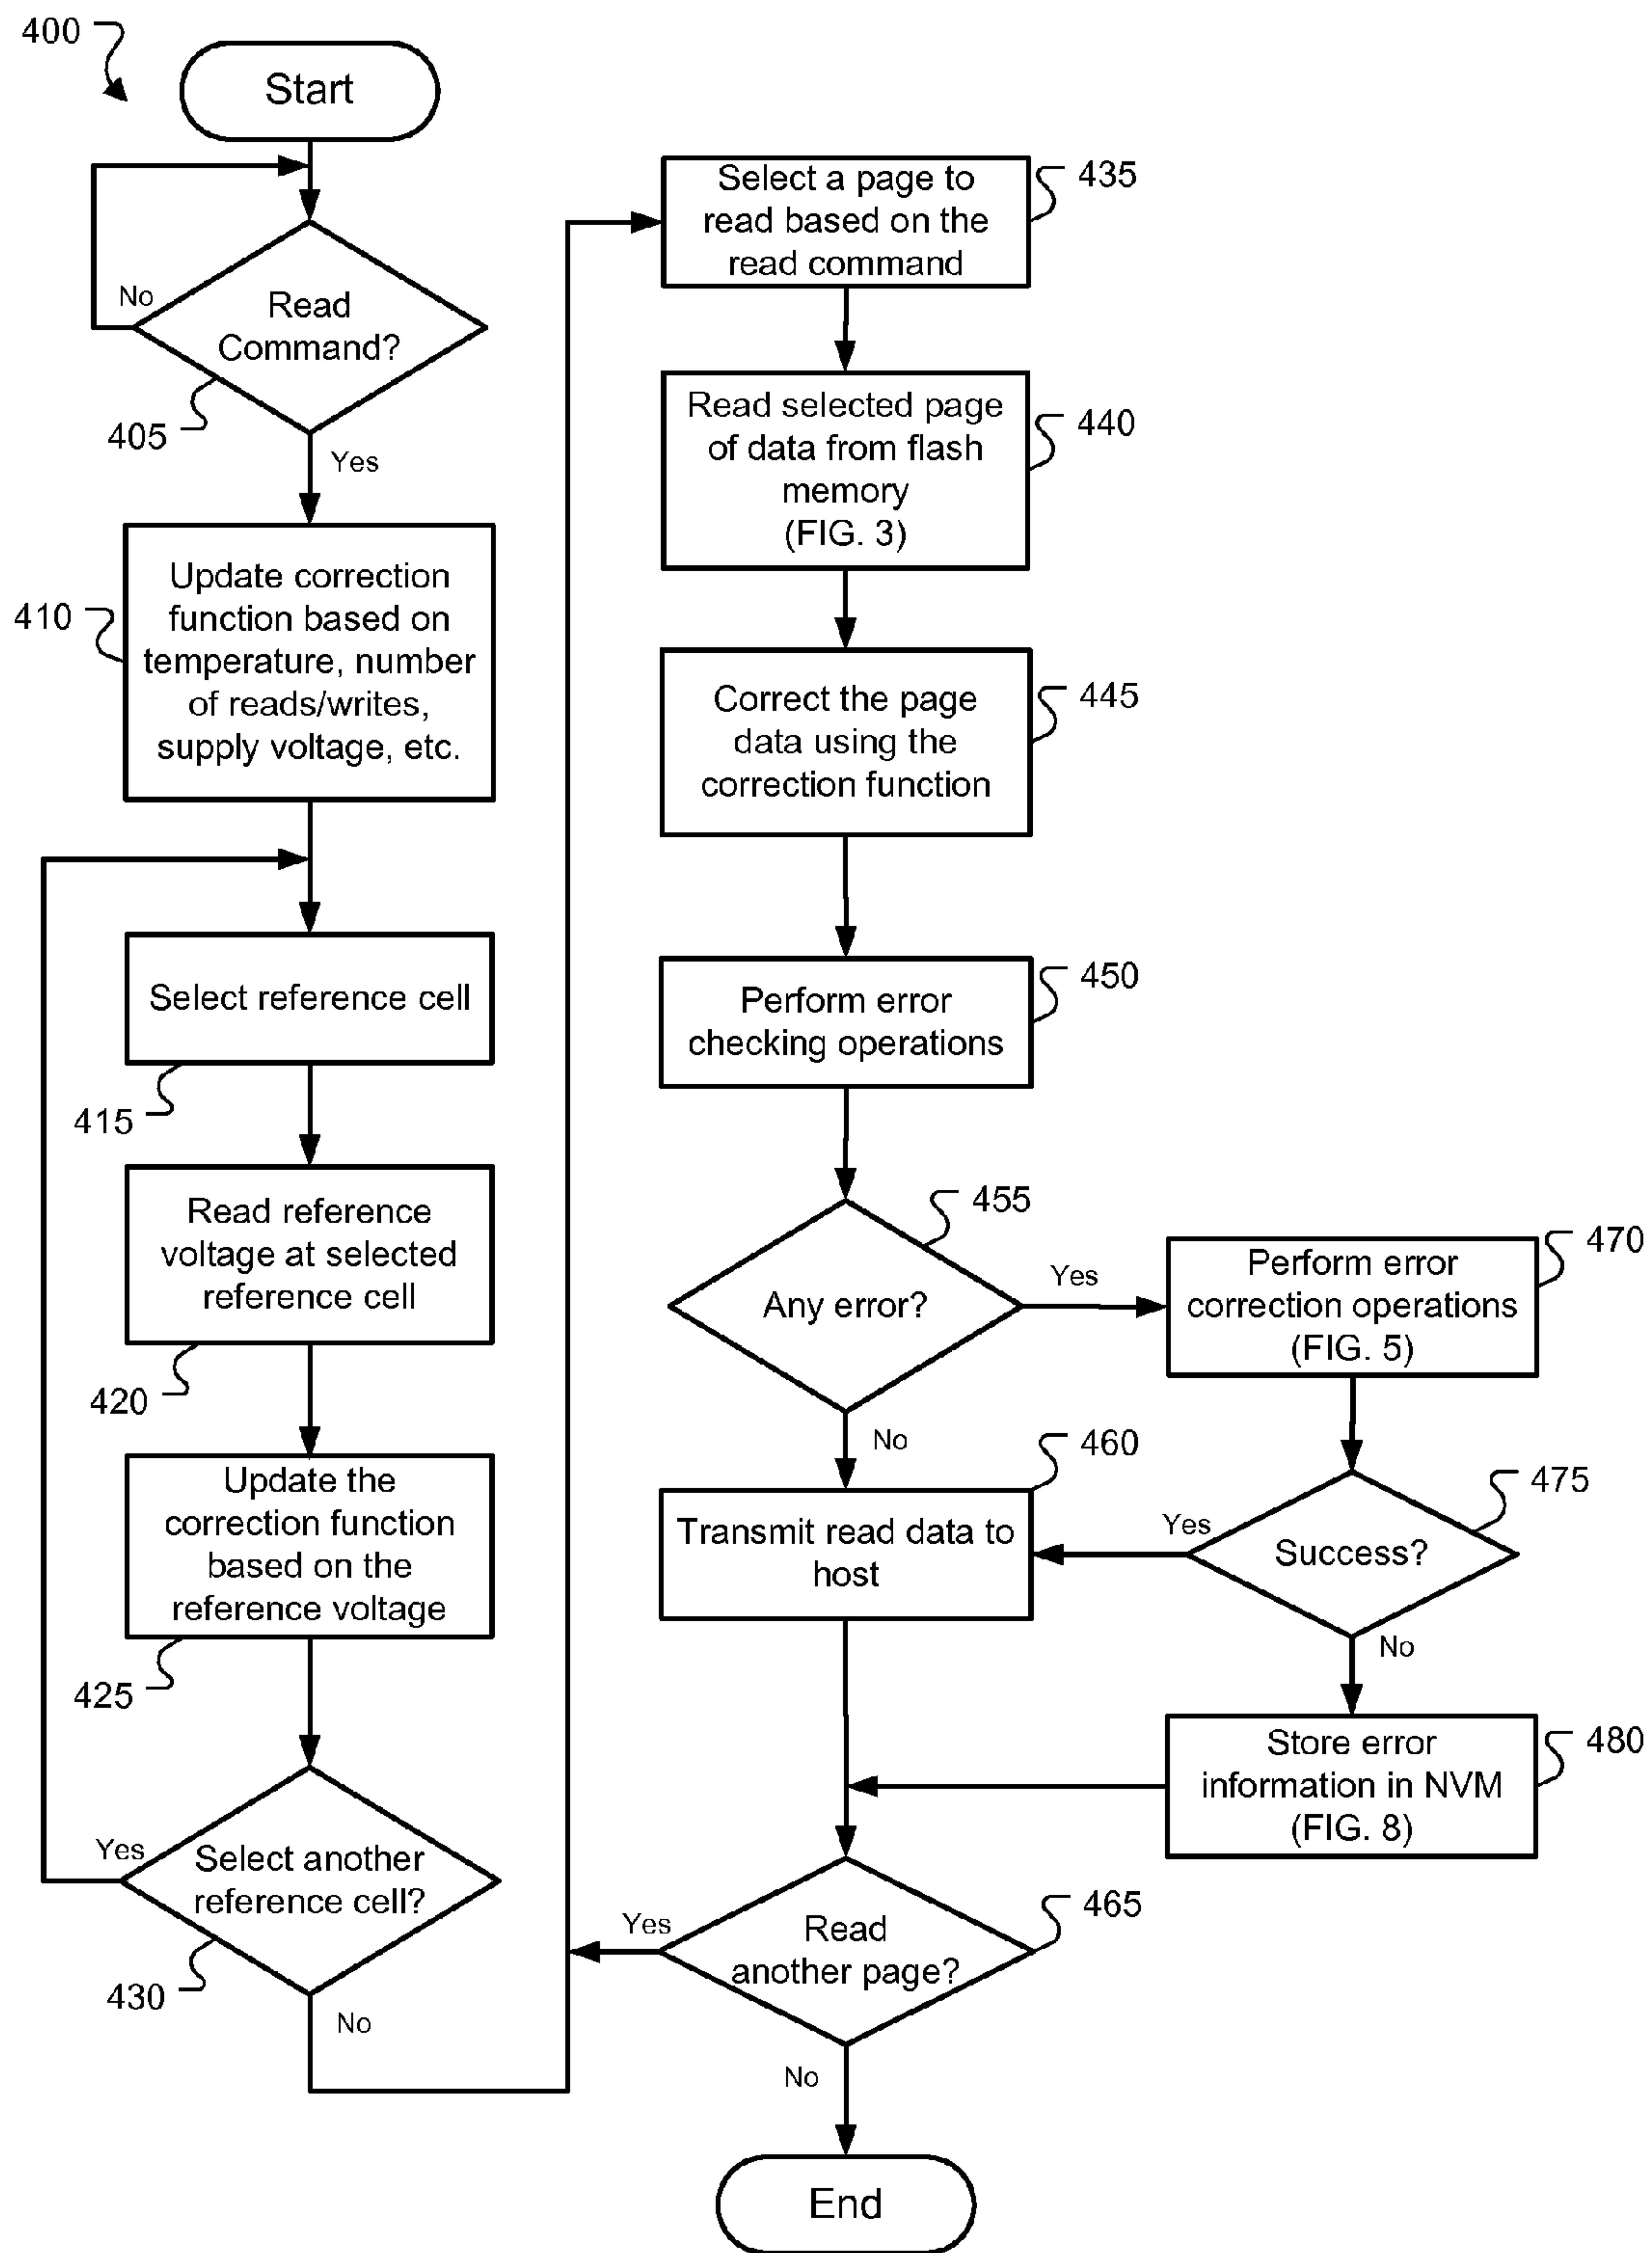 400
Start
No
Read
Command?
405
Yes
410
Update correction
function based on
temperature, number
of reads/writes,
supply voltage, etc.
Select reference cell
415
Read reference
voltage at selected
reference cell
420
Update the
correction function
based on the
reference voltage
425
Yes
Select another
reference cell?
430
No
Select a page to
read based on the
read command
435
Read selected page
of data from flash
memory
(FIG. 3)
440
Correct the page
data using the
correction function
445
Perform error
checking operations
450
455
Any error?
Yes
No
Perform error
correction operations
(FIG. 5)
470
460
Transmit read data to
host
475
Yes
Success?
No
Store error
information in NVM
(FIG. 8)
480
Yes
Read
another page?
465
No
End